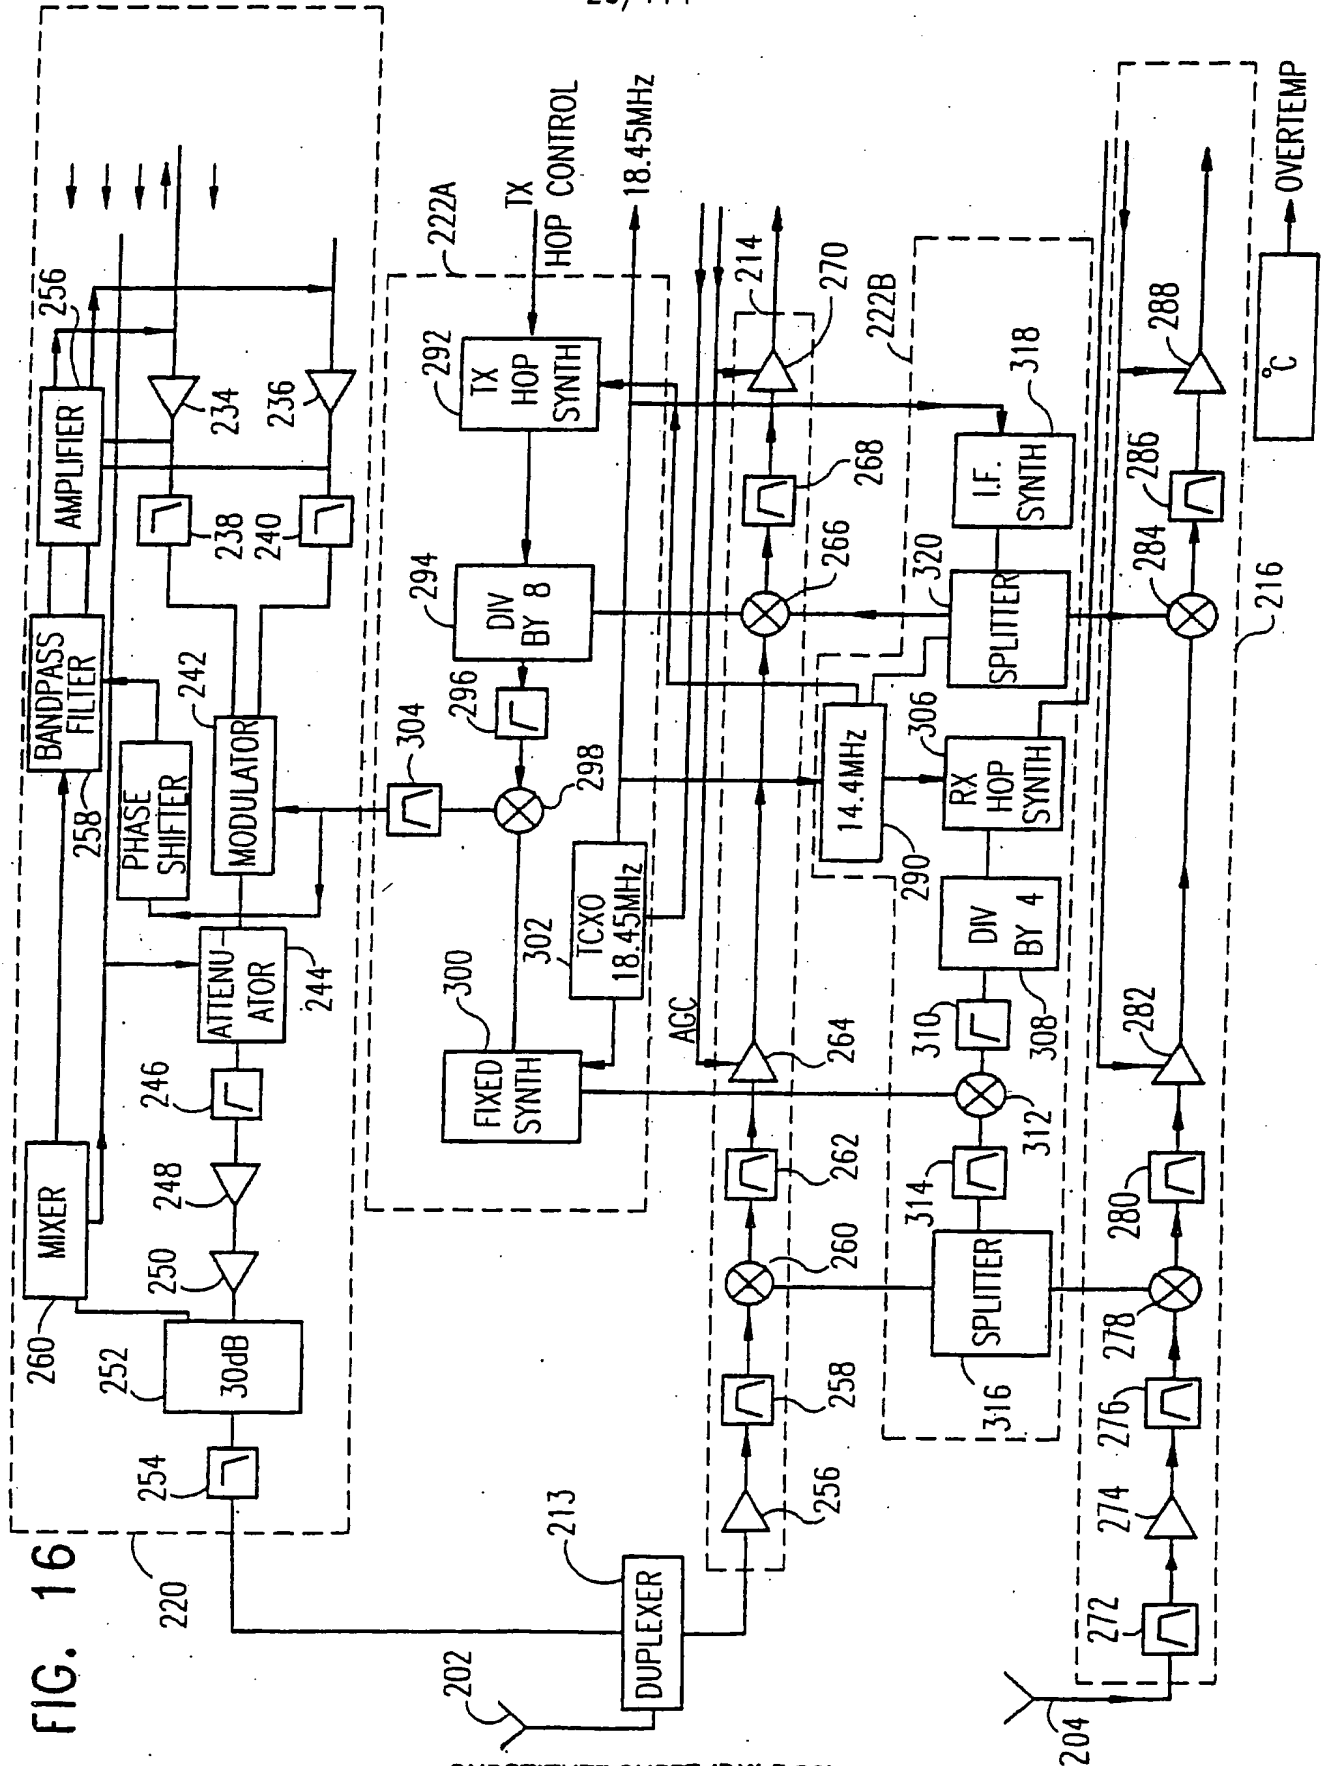 FIG. 16
220
254
252
30dB
260
MIXER
250
248
246
ATTENU-
ATOR
244
PHASE
SHIFTER
258
BANDPASS
FILTER
242
MODULATOR
AMPLIFIER
256
234
236
238
240
222A
TX
HOP CONTROL
18.45MHz
292
TX
HOP
SYNTH
294
DIV
BY 8
296
304
298
300
FIXED
SYNTH
302
TCXO
18.45MHz
202
213
DUPLEXER
256
258
260
262
AGC
264
266
268
214
270
222B
14.4MHz
290
306
RX
HOP
SYNTH
320
SPLITTER
318
I.F.
SYNTH
DIV
BY 4
308
310
312
314
SPLITTER
316
204
272
274
276
278
280
282
284
286
288
216
°C
OVERTEMP